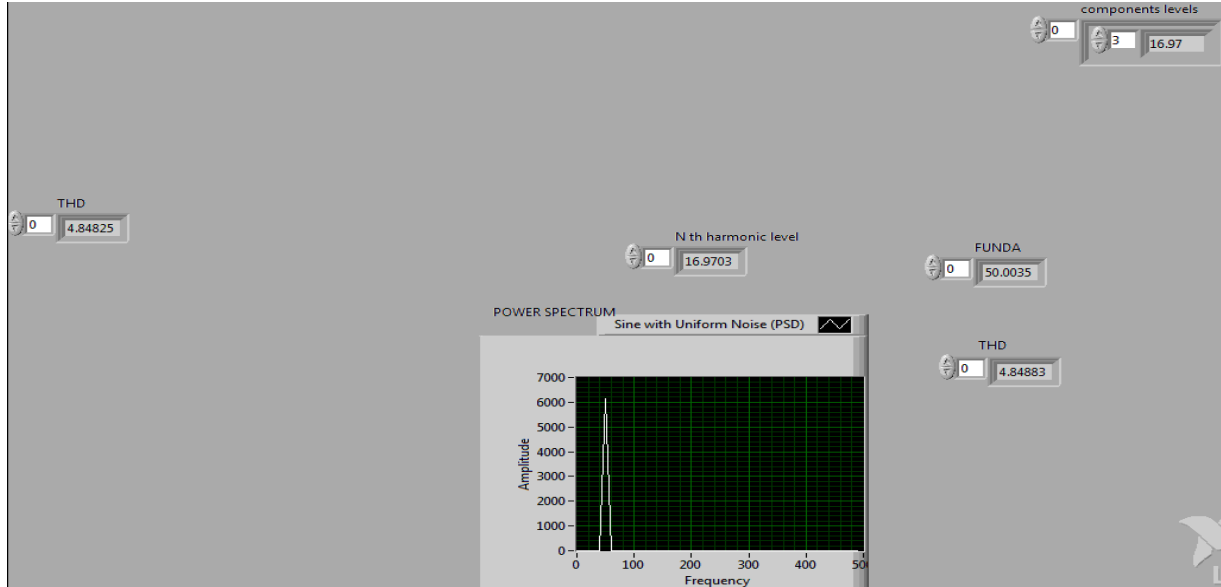 components levels
0
3
16.97
THD
0
4.84825
N th harmonic level
0
16.9703
FUNDA
0
50.0035
POWER SPECTRUM
Sine with Uniform Noise (PSD)
THD
0
4.84883
7000
6000
5000
4000
3000
2000
1000
0
Amplitude
0 100 200 300 400
Frequency